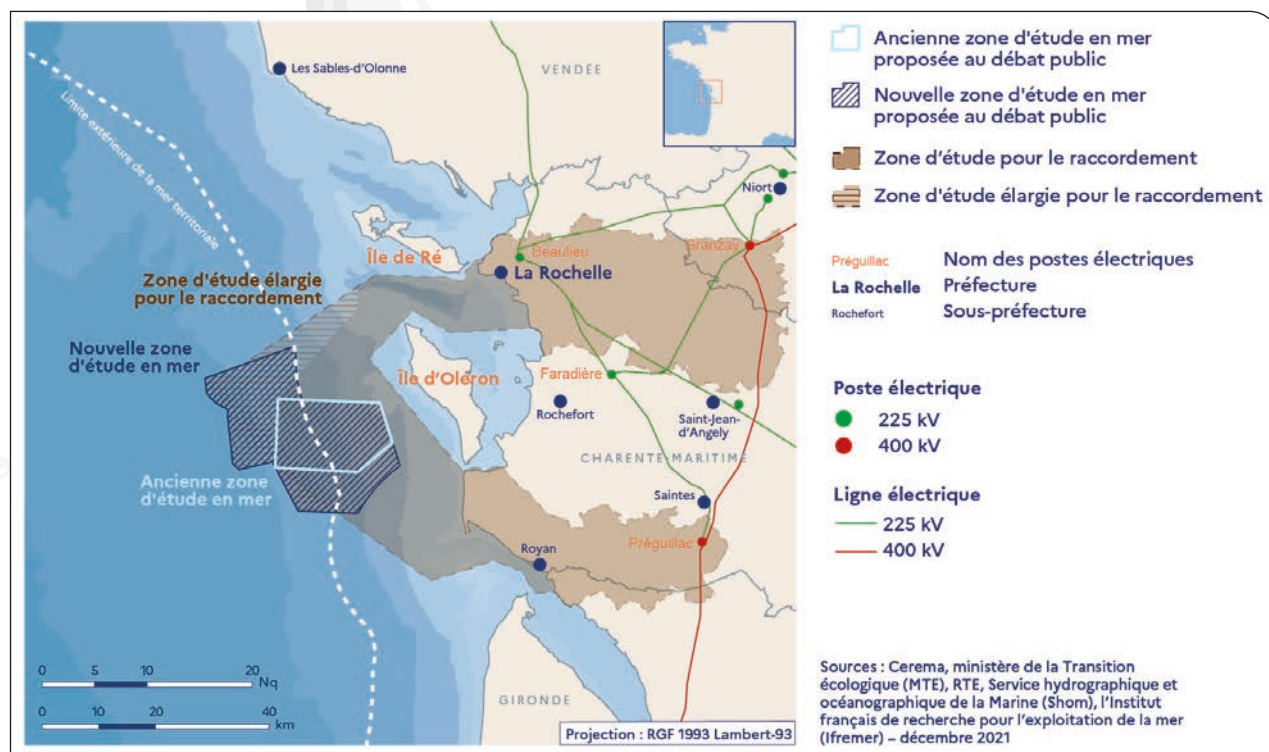 Les Sables-d'Olonne
VENDÉE
Limite extérieure de la mer territoriale
Niort
Île de Ré
Beaulieu
Granzay
La Rochelle
Zone d'étude élargie
pour le raccordement
Nouvelle zone
d'étude en mer
Île d'Oléron
Faradière
Rochefort
Saint-Jean-
d'Angely
CHARENTE-MARITIME
Ancienne zone
d'étude en mer
Saintes
Préguillac
Royan
GIRONDE
0 5 10 20
Nq
0 10 20 40
km
Projection : RGF 1993 Lambert-93
Ancienne zone d'étude en mer
proposée au débat public
Nouvelle zone d'étude en mer
proposée au débat public
Zone d'étude pour le raccordement
Zone d'étude élargie pour le raccordement
Préguillac Nom des postes électriques
La Rochelle Préfecture
Rochefort Sous-préfecture
Poste électrique
225 kV
400 kV
Ligne électrique
225 kV
400 kV
Sources : Cerema, ministère de la Transition
écologique (MTE), RTE, Service hydrographique et
océanographique de la Marine (Shom), l'Institut
français de recherche pour l'exploitation de la mer
(Ifremer) – décembre 2021